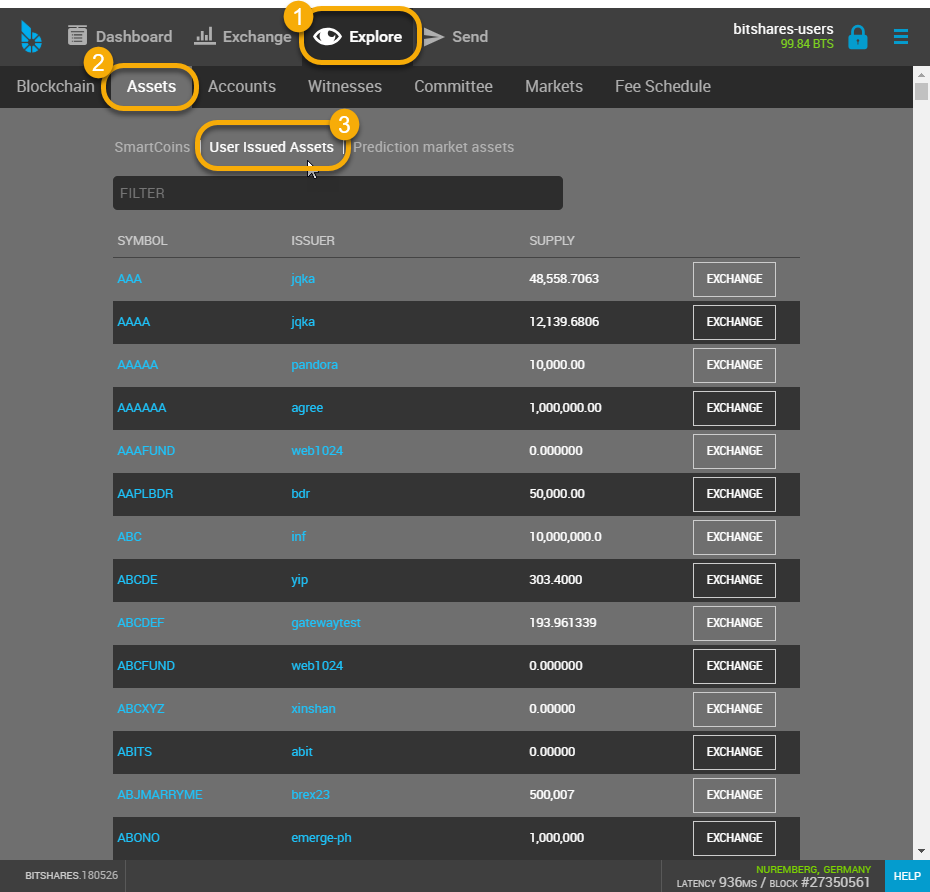 1
Dashboard Exchange Explore Send
bitshares-users
99.84 BTS
2
Blockchain Assets Accounts Witnesses Committee Markets Fee Schedule
3
SmartCoins | User Issued Assets | Prediction market assets
FILTER
SYMBOL ISSUER SUPPLY
AAA jqka 48,558.7063 EXCHANGE
AAAA jqka 12,139.6806 EXCHANGE
AAAAA pandora 10,000.00 EXCHANGE
AAAAAA agree 1,000,000.00 EXCHANGE
AAAFUND web1024 0.000000 EXCHANGE
AAPLBDR bdr 50,000.00 EXCHANGE
ABC inf 10,000,000.0 EXCHANGE
ABCDE yip 303.4000 EXCHANGE
ABCDEF gatewaytest 193.961339 EXCHANGE
ABCFUND web1024 0.000000 EXCHANGE
ABCXYZ xinshan 0.00000 EXCHANGE
ABITS abit 0.00000 EXCHANGE
ABJMARRYME brex23 500,007 EXCHANGE
ABONO emerge-ph 1,000,000 EXCHANGE
BITSHARES.180526
NUREMBERG, GERMANY
LATENCY 936MS / BLOCK #27350561
HELP